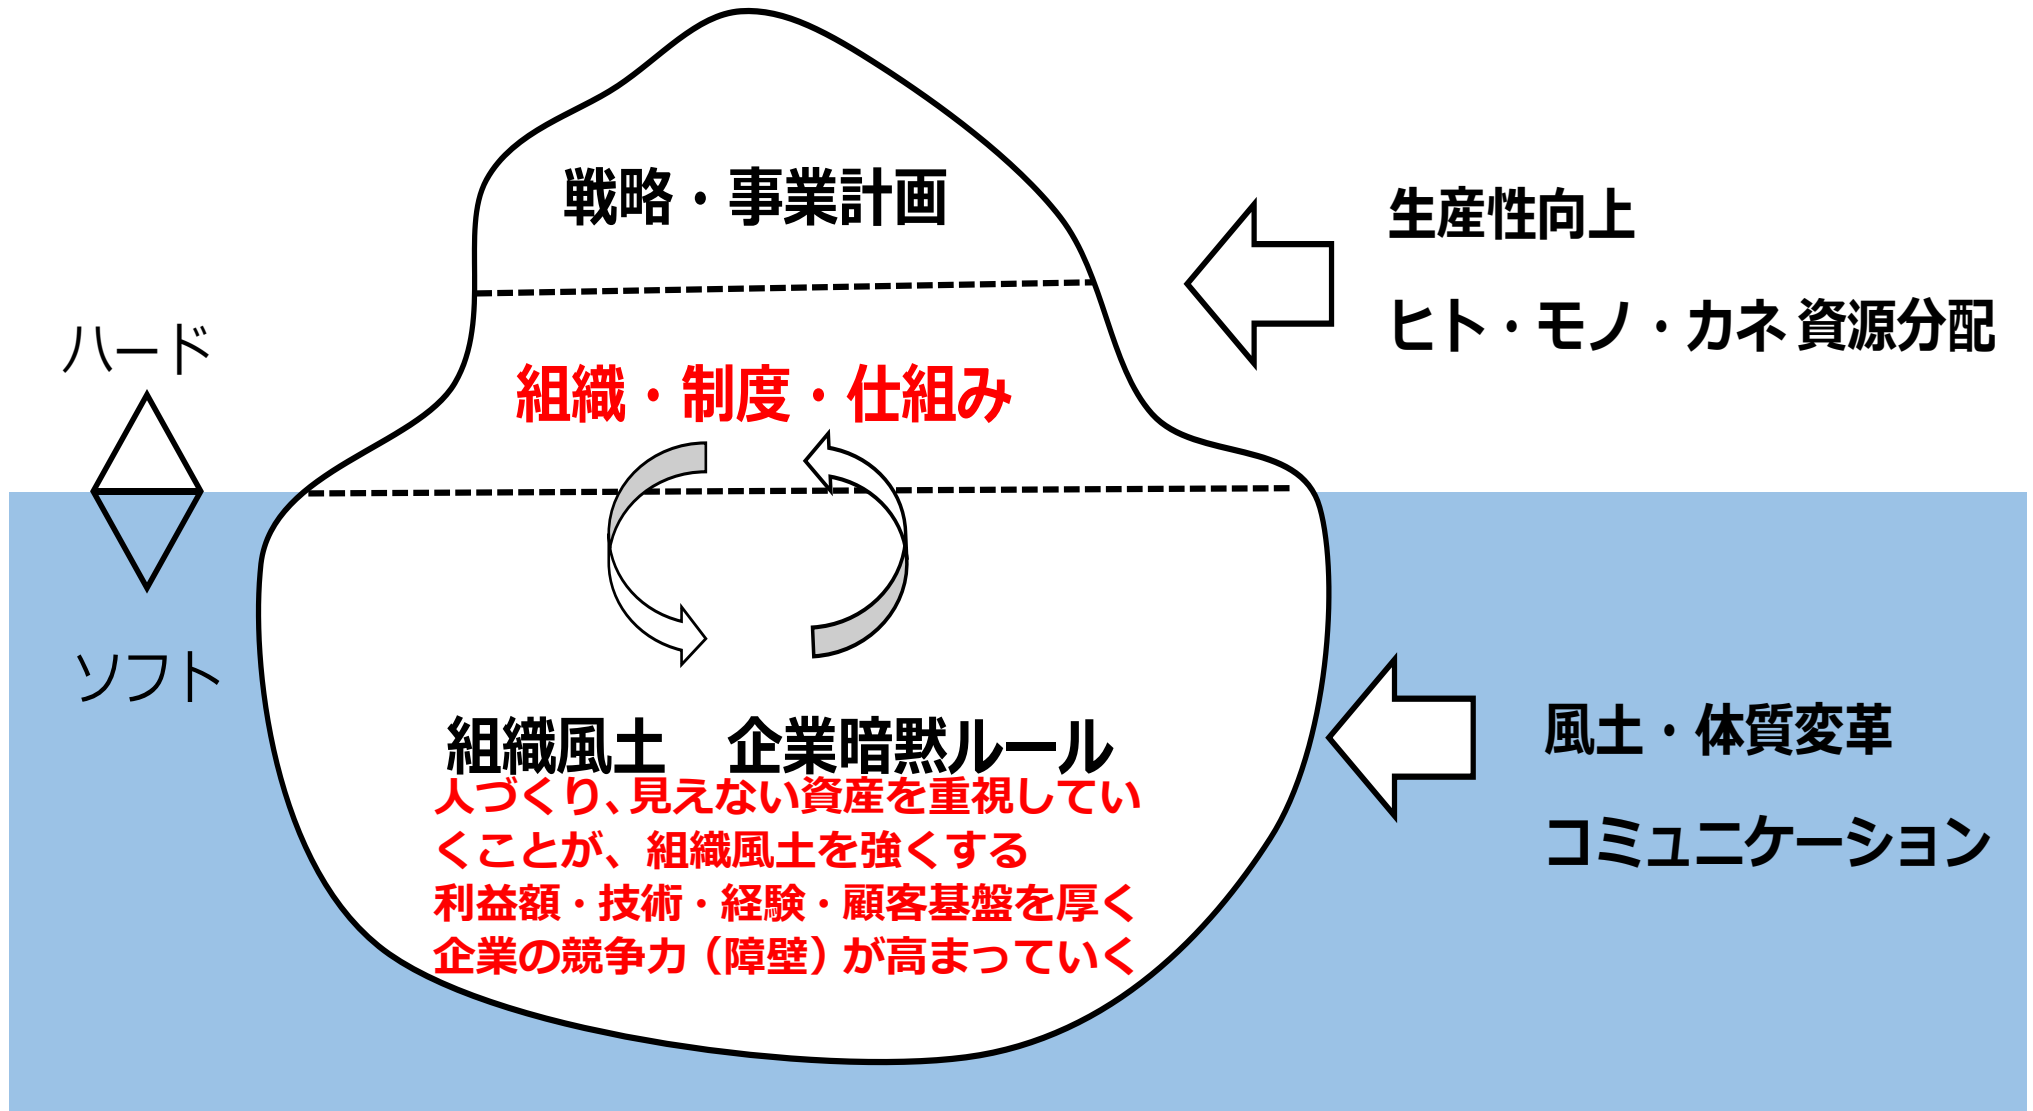 戦略・事業計画
生産性向上
ヒト・モノ・カネ 資源分配
ハード
組織・制度・仕組み
ソフト
組織風土　企業暗黙ルール
風土・体質変革
コミュニケーション
人づくり、見えない資産を重視してい
くことが、組織風土を強くする
利益額・技術・経験・顧客基盤を厚く
企業の競争力（障壁）が高まっていく